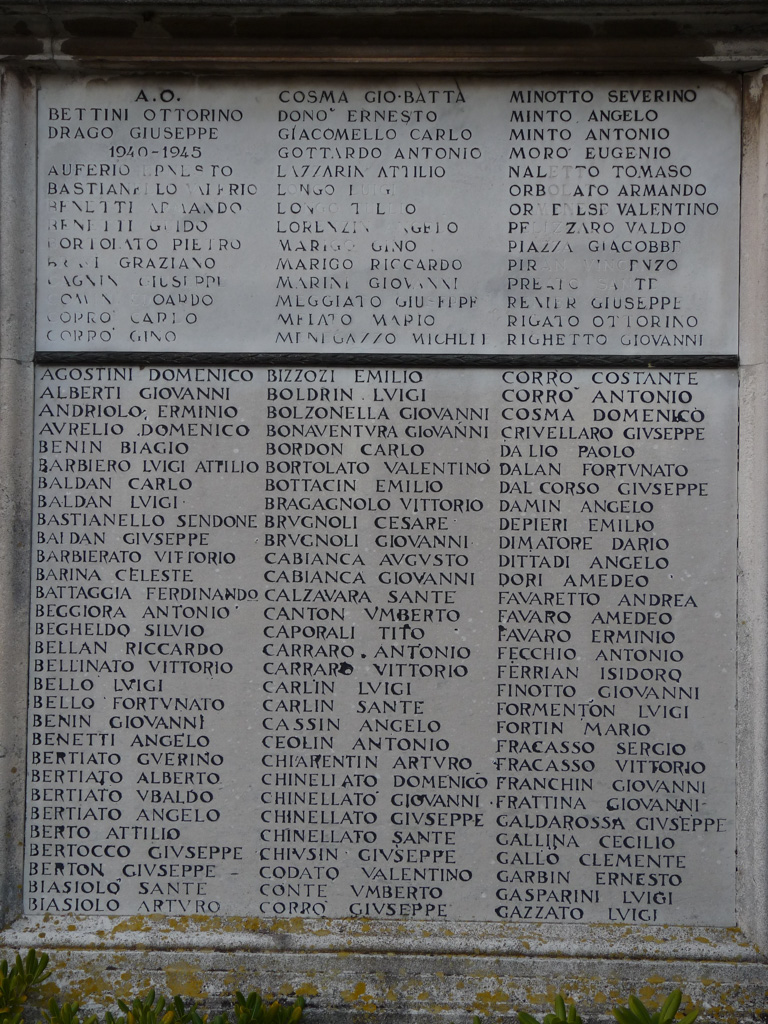 A.O.
BETTINI OTTORINO
DRAGO GIUSEPPE
1940-1945
AUFERIO
BASTIANELLO VALERIO
BENETTI ARMANDO
BENETTI GUIDO
BORTOLATO PIETRO
GRAZIANO
GIUSEPPE
EDOARDO
CORRO' CARLO
CORRO' GINO
COSMA GIO·BATTA
DONO' ERNESTO
GIACOMELLO CARLO
GOTTARDO ANTONIO
LAZZARIN ATTILIO
LONGO LUIGI
LONGO TULLIO
LORENZIN ANGELO
MARIGO GINO
MARIGO RICCARDO
MARINI GIOVANNI
MEGGIATO GIUSEPPE
MEIATO MARIO
MENEGAZZO MICHELE
MINOTTO SEVERINO
MINTO ANGELO
MINTO ANTONIO
MORO' EUGENIO
NALETTO TOMASO
ORBOLATO ARMANDO
VALENTINO
PELIZZARO VALDO
PIAZZA GIACOBBE
VINCENZO
SANTE
RENIER GIUSEPPE
RIGATO OTTORINO
RIGHETTO GIOVANNI
AGOSTINI DOMENICO
ALBERTI GIOVANNI
ANDRIOLO ERMINIO
AVRELIO DOMENICO
BENIN BIAGIO
BARBIERO LVIGI ATTILIO
BALDAN CARLO
BALDAN LVIGI
BASTIANELLO SENDONE
BALDAN GIVSEPPE
BARBIERATO VITTORIO
BARINA CELESTE
BATTAGGIA FERDINANDO
BEGGIORA ANTONIO
BEGHELDO SILVIO
BELLAN RICCARDO
BELLINATO VITTORIO
BELLO LVIGI
BELLO FORTVNATO
BENIN GIOVANNI
BENETTI ANGELO
BERTIATO GVERINO
BERTIATO ALBERTO
BERTIATO VBALDO
BERTIATO ANGELO
BERTO ATTILIO
BERTOCCO GIVSEPPE
BERTON GIVSEPPE
BIASIOLO SANTE
BIASIOLO ARTVRO
BIZZOZI EMILIO
BOLDRIN LVIGI
BOLZONELLA GIOVANNI
BONAVENTVRA GIOVANNI
BORDON CARLO
BORTOLATO VALENTINO
BOTTACIN EMILIO
BRAGAGNOLO VITTORIO
BRVGNOLI CESARE
BRVGNOLI GIOVANNI
CABIANCA AVGVSTO
CABIANCA GIOVANNI
CALZAVARA SANTE
CANTON VMBERTO
CAPORALI TITO
CARRARO ANTONIO
CARRARO VITTORIO
CARLIN LVIGI
CARLIN SANTE
CASSIN ANGELO
CEOLIN ANTONIO
CHIARENTIN ARTVRO
CHINELLATO DOMENICO
CHINELLATO GIOVANNI
CHINELLATO GIVSEPPE
CHINELLATO SANTE
CHIVSIN GIVSEPPE
CODATO VALENTINO
CONTE VMBERTO
CORRO' GIVSEPPE
CORRO COSTANTE
CORRO' ANTONIO
COSMA DOMENICO
CRIVELLARO GIVSEPPE
DA LIO PAOLO
DALAN FORTVNATO
DAL CORSO GIVSEPPE
DAMIN ANGELO
DEPIERI EMILIO
DIMATORE DARIO
DITTADI ANGELO
DORI AMEDEO
FAVARETTO ANDREA
FAVARO AMEDEO
FAVARO ERMINIO
FECCHIO ANTONIO
FERRIAN ISIDORO
FINOTTO GIOVANNI
FORMENTON LVIGI
FORTIN MARIO
FRACASSO SERGIO
FRACASSO VITTORIO
FRANCHIN GIOVANNI
FRATTINA GIOVANNI
GALDAROSSA GIVSEPPE
GALLINA CECILIO
GALLO CLEMENTE
GARBIN ERNESTO
GASPARINI LVIGI
GAZZATO LVIGI